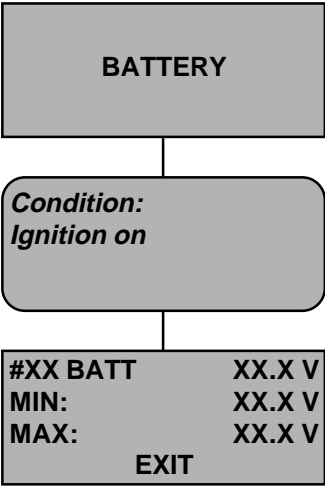 BATTERY
Condition:
Ignition on
#XX BATT XX.X V
MIN: XX.X V
MAX: XX.X V
EXIT